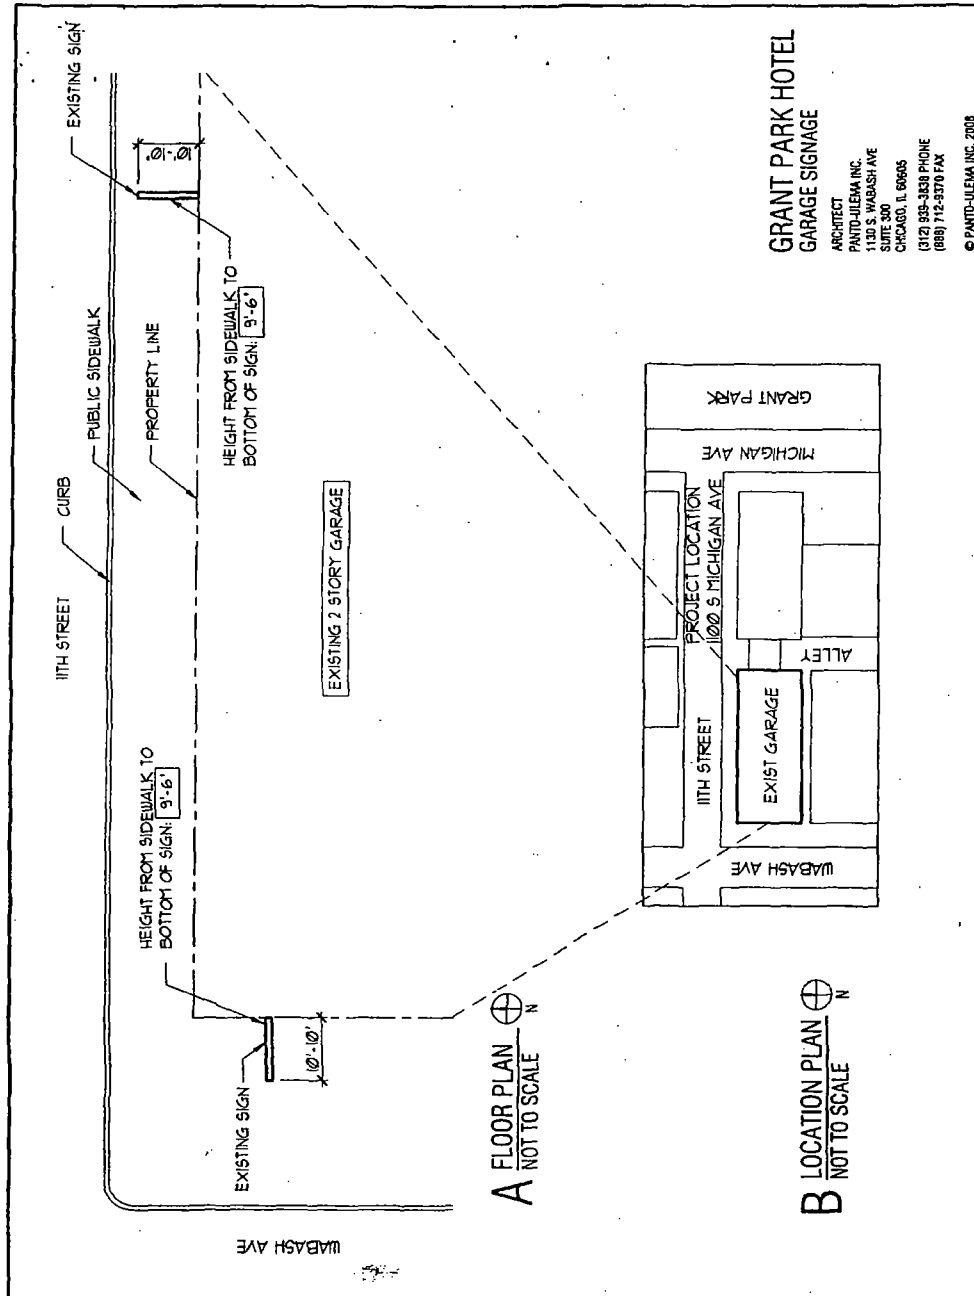 WABASH AVE
11TH STREET
CURB
PUBLIC SIDEWALK
PROPERTY LINE
EXISTING SIGN
10'-10'
HEIGHT FROM SIDEWALK TO
BOTTOM OF SIGN: 9'-6'
EXISTING SIGN
10'-10'
HEIGHT FROM SIDEWALK TO
BOTTOM OF SIGN: 9'-6'
EXISTING 2 STORY GARAGE
A FLOOR PLAN
NOT TO SCALE
N
PROJECT LOCATION
1100 S MICHIGAN AVE
11TH STREET
EXIST GARAGE
ALLEY
WABASH AVE
MICHIGAN AVE
GRANT PARK
B LOCATION PLAN
NOT TO SCALE
N
GRANT PARK HOTEL
GARAGE SIGNAGE
ARCHITECT
PANTO-ULEMA INC.
1130 S. WABASH AVE
SUITE 300
CHICAGO, IL 60605
(312) 939-3838 PHONE
(888) 712-9370 FAX
© PANTO-ULEMA INC. 2008